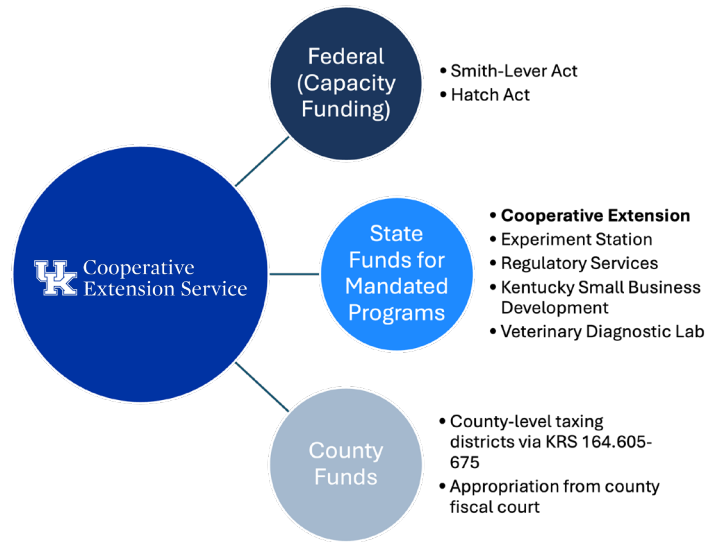 Federal
(Capacity
Funding)
• Smith-Lever Act
• Hatch Act
UK Cooperative
Extension Service
State
Funds for
Mandated
Programs
• Cooperative Extension
• Experiment Station
• Regulatory Services
• Kentucky Small Business
Development
• Veterinary Diagnostic Lab
County
Funds
• County-level taxing
districts via KRS 164.605-
675
• Appropriation from county
fiscal court